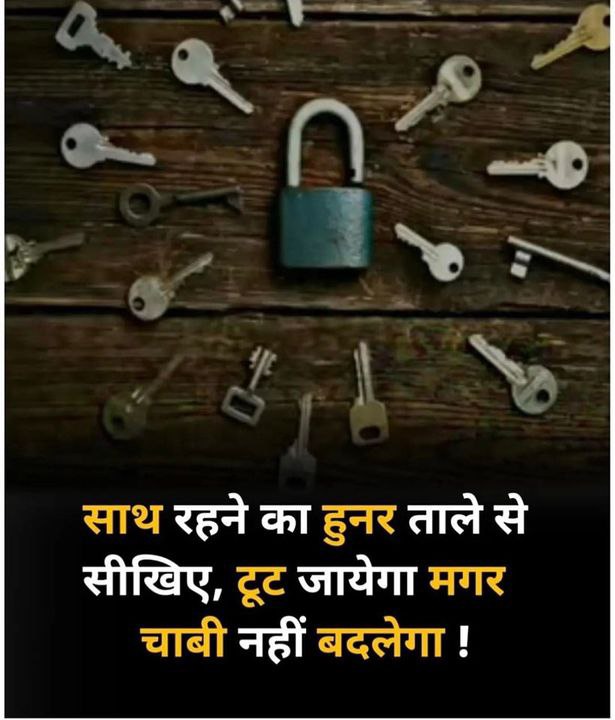 साथ रहने का हुनर ताले से
सीखिए, टूट जायेगा मगर
चाबी नहीं बदलेगा !